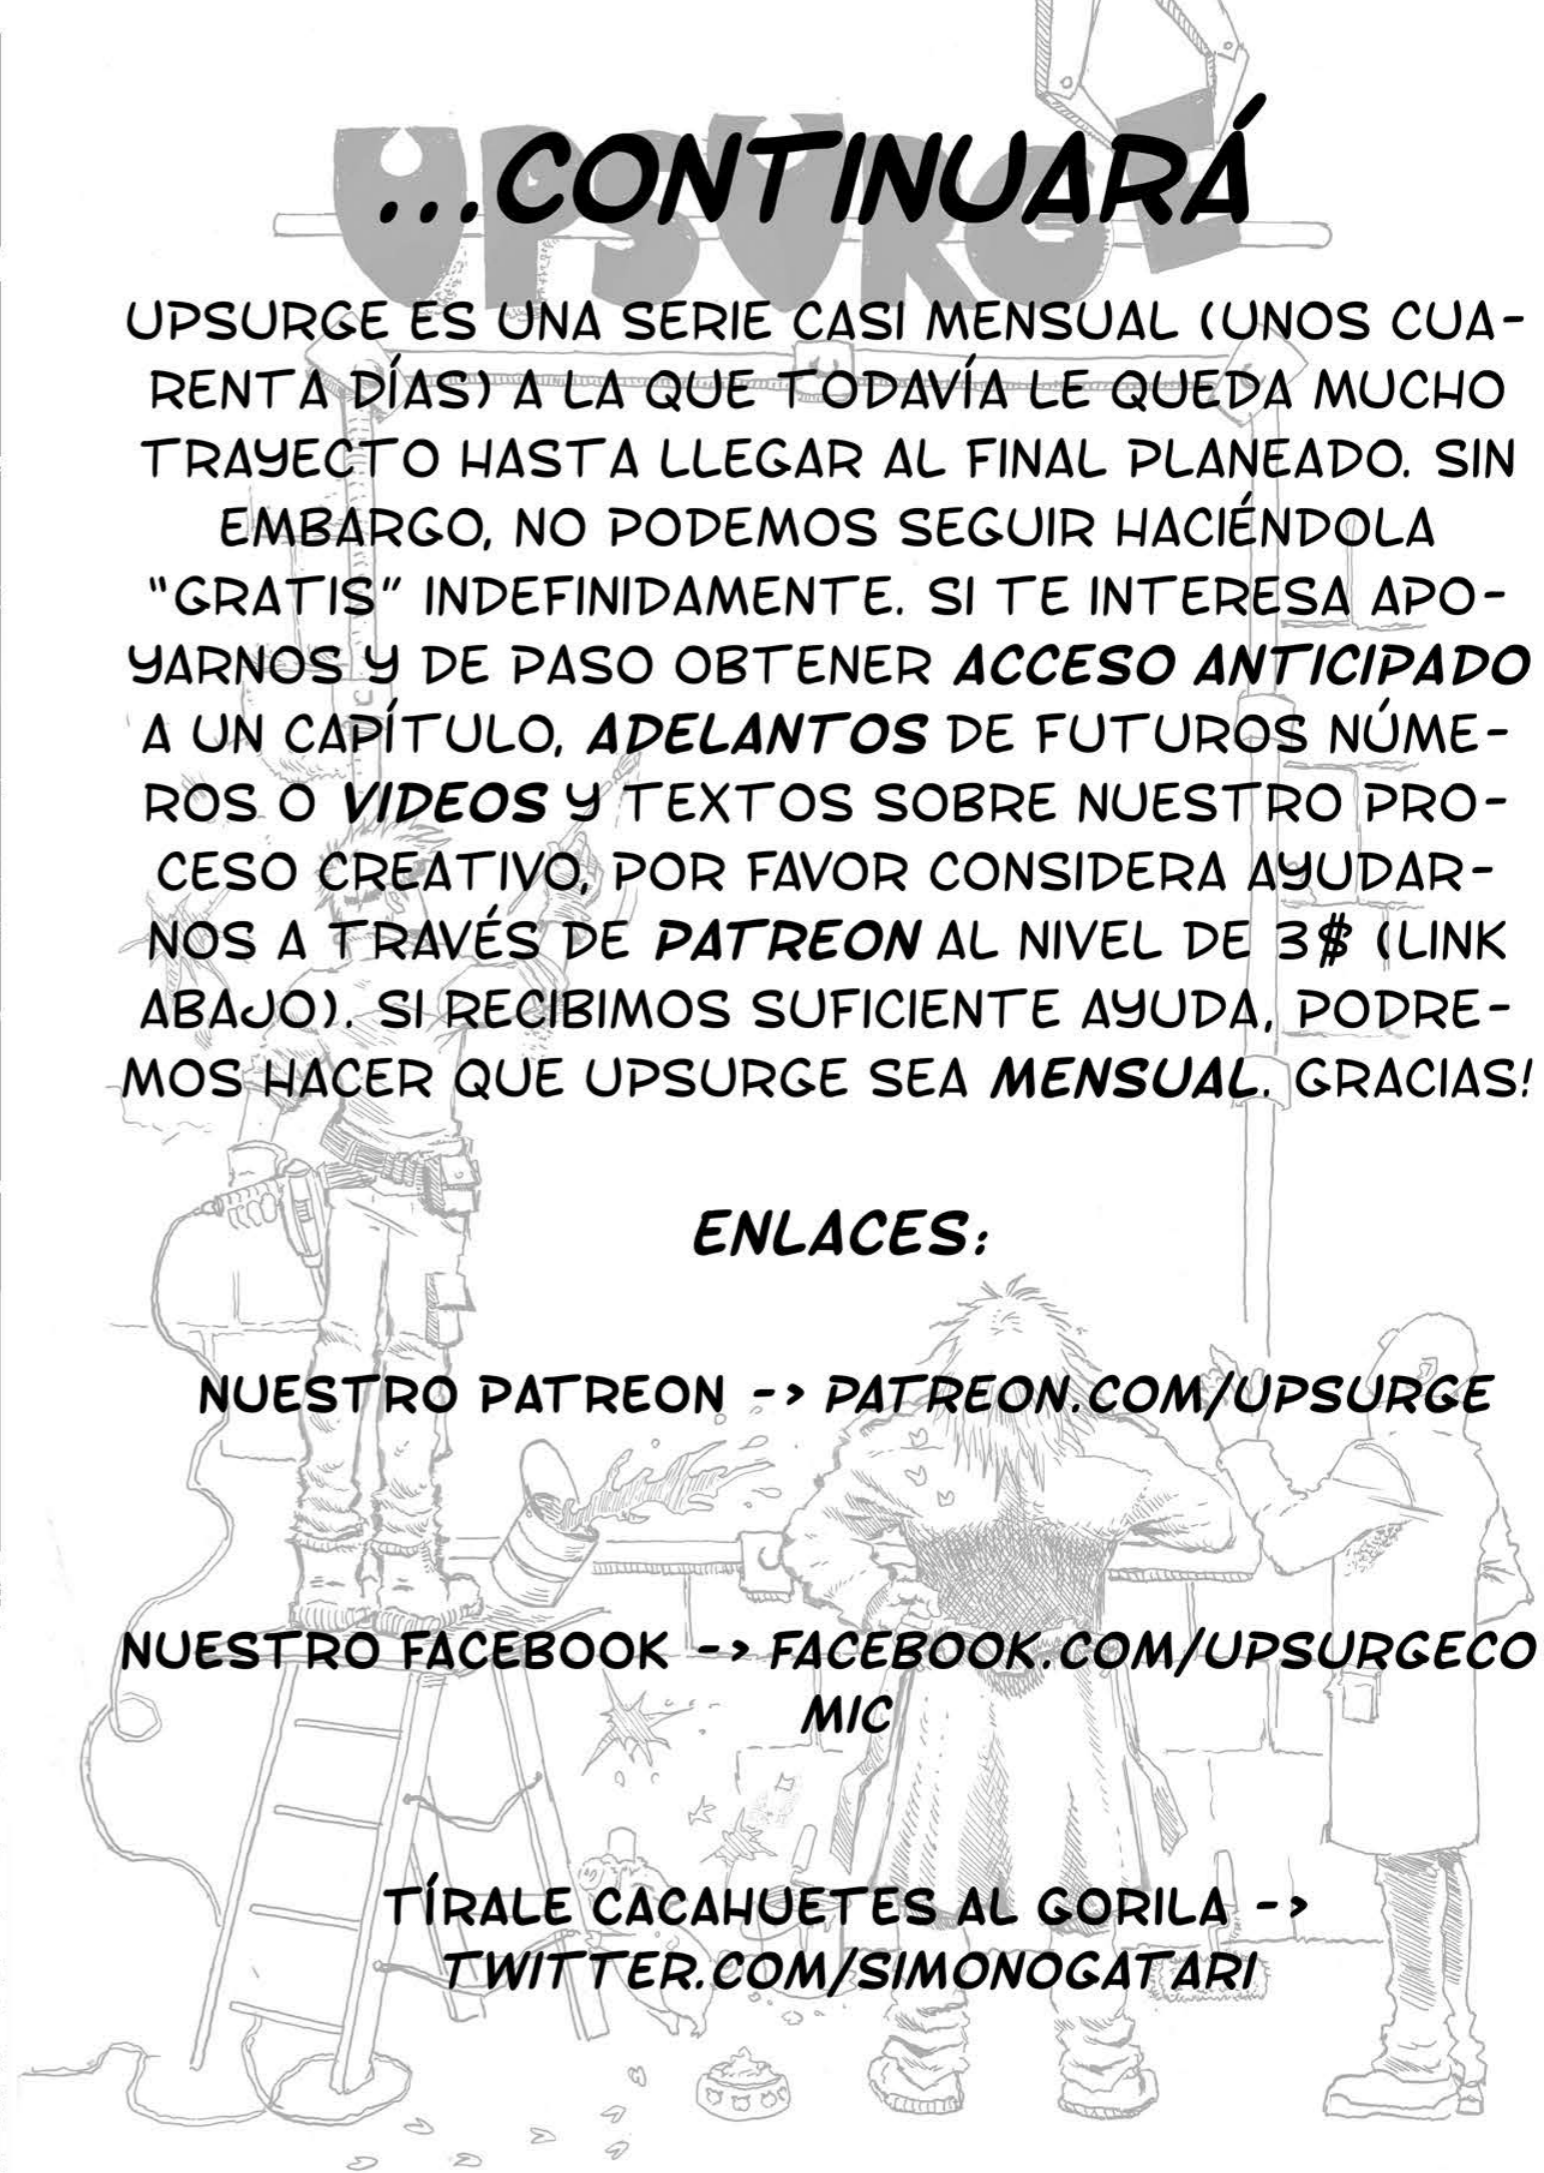 UPSURGE
...CONTINUARÁ
UPSURGE ES UNA SERIE CASI MENSUAL (UNOS CUA-
RENTA DÍAS) A LA QUE TODAVÍA LE QUEDA MUCHO
TRAYECTO HASTA LLEGAR AL FINAL PLANEADO. SIN
EMBARGO, NO PODEMOS SEGUIR HACIÉNDOLA
"GRATIS" INDEFINIDAMENTE. SI TE INTERESA APO-
YARNOS Y DE PASO OBTENER ACCESO ANTICIPADO
A UN CAPÍTULO, ADELANTOS DE FUTUROS NÚME-
ROS O VIDEOS Y TEXTOS SOBRE NUESTRO PRO-
CESO CREATIVO, POR FAVOR CONSIDERA AYUDAR-
NOS A TRAVÉS DE PATREON AL NIVEL DE 3$ (LINK
ABAJO). SI RECIBIMOS SUFICIENTE AYUDA, PODRE-
MOS HACER QUE UPSURGE SEA MENSUAL. GRACIAS!
ENLACES:
NUESTRO PATREON -> PATREON.COM/UPSURGE
NUESTRO FACEBOOK -> FACEBOOK.COM/UPSURGECO
MIC
TÍRALE CACAHUETES AL GORILA ->
TWITTER.COM/SIMONOGATARI